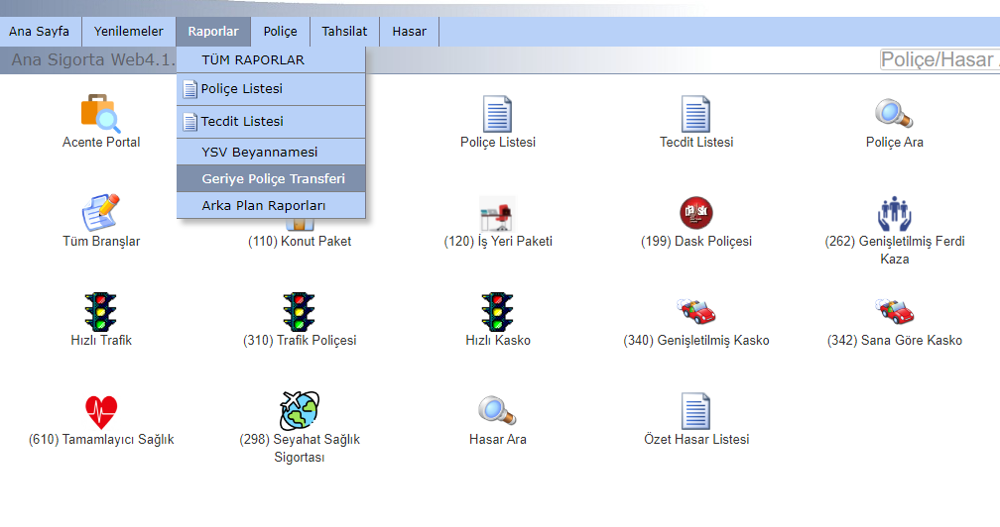 Ana Sayfa
Yenilemeler
Raporlar
Poliçe
Tahsilat
Hasar
Ana Sigorta Web4.1.
Poliçe/Hasar
TÜM RAPORLAR
Poliçe Listesi
Tecdit Listesi
YSV Beyannamesi
Geriye Poliçe Transferi
Arka Plan Raporları
Acente Portal
Poliçe Listesi
Tecdit Listesi
Poliçe Ara
Tüm Branşlar
(110) Konut Paket
(120) İş Yeri Paketi
(199) Dask Poliçesi
(262) Genişletilmiş Ferdi
Kaza
Hızlı Trafik
(310) Trafik Poliçesi
Hızlı Kasko
(340) Genişletilmiş Kasko
(342) Sana Göre Kasko
(610) Tamamlayıcı Sağlık
(298) Seyahat Sağlık
Sigortası
Hasar Ara
Özet Hasar Listesi